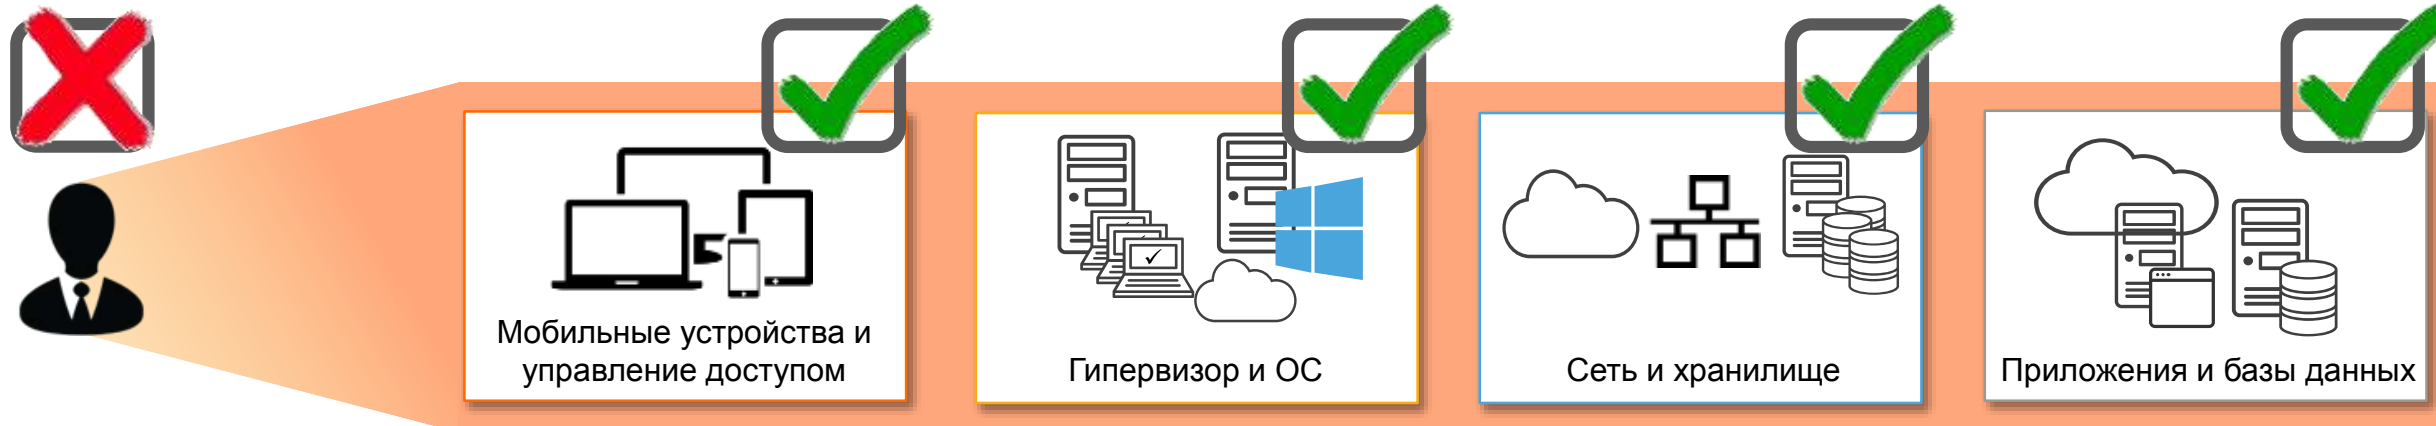 Мобильные устройства и
управление доступом
Гипервизор и ОС
Сеть и хранилище
Приложения и базы данных